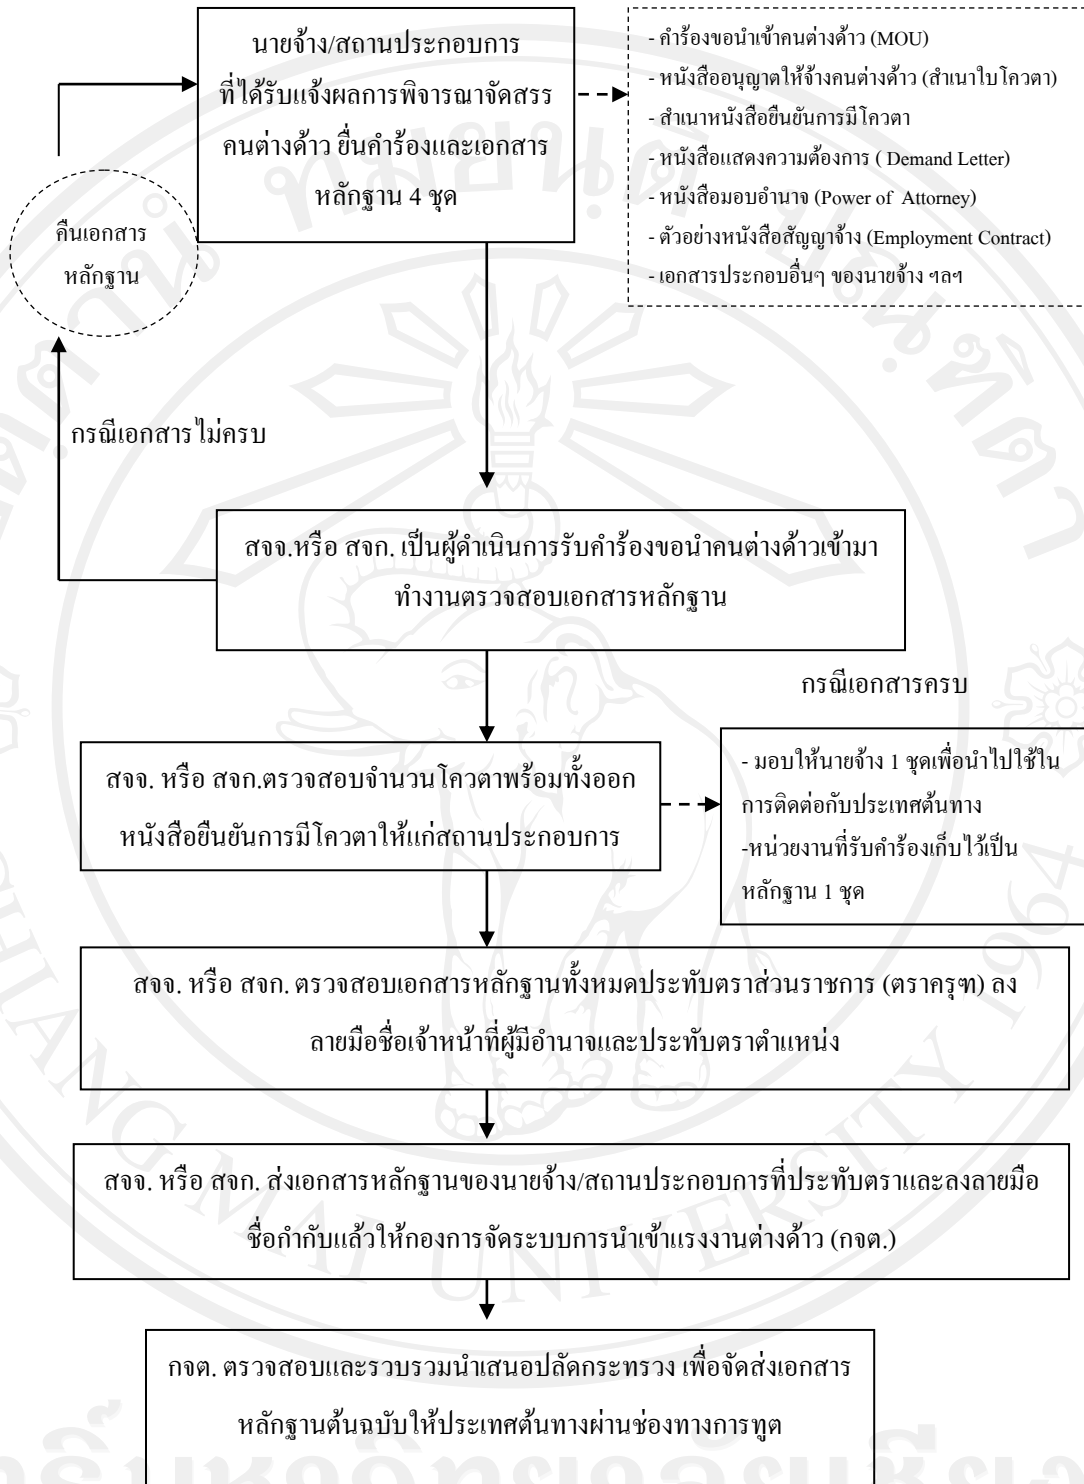 นายจ้าง/สถานประกอบการ
ที่ได้รับแจ้งผลการพิจารณาจัดสรร
คนต่างด้าว ยื่นคำร้องและเอกสาร
หลักฐาน 4 ชุด
- คำร้องขอนำเข้าคนต่างด้าว (MOU)
- หนังสืออนุญาตให้จ้างคนต่างด้าว (สำเนาใบโควตา)
- สำเนาหนังสือยืนยันการมีโควตา
- หนังสือแสดงความต้องการ ( Demand Letter)
- หนังสือมอบอำนาจ (Power of Attorney)
- ตัวอย่างหนังสือสัญญาจ้าง (Employment Contract)
- เอกสารประกอบอื่นๆ ของนายจ้าง ฯลฯ
คืนเอกสาร
หลักฐาน
กรณีเอกสารไม่ครบ
สจจ.หรือ สจก. เป็นผู้ดำเนินการรับคำร้องขอนำคนต่างด้าวเข้ามา
ทำงานตรวจสอบเอกสารหลักฐาน
กรณีเอกสารครบ
สจจ. หรือ สจก.ตรวจสอบจำนวนโควตาพร้อมทั้งออก
หนังสือยืนยันการมีโควตาให้แก่สถานประกอบการ
- มอบให้นายจ้าง 1 ชุดเพื่อนำไปใช้ใน
การติดต่อกับประเทศต้นทาง
-หน่วยงานที่รับคำร้องเก็บไว้เป็น
หลักฐาน 1 ชุด
สจจ. หรือ สจก. ตรวจสอบเอกสารหลักฐานทั้งหมดประทับตราส่วนราชการ (ตราครุฑ) ลง
ลายมือชื่อเจ้าหน้าที่ผู้มีอำนาจและประทับตราตำแหน่ง
สจจ. หรือ สจก. ส่งเอกสารหลักฐานของนายจ้าง/สถานประกอบการที่ประทับตราและลงลายมือ
ชื่อกำกับแล้วให้กองการจัดระบบการนำเข้าแรงงานต่างด้าว (กจต.)
กจต. ตรวจสอบและรวบรวมนำเสนอปลัดกระทรวง เพื่อจัดส่งเอกสาร
หลักฐานต้นฉบับให้ประเทศต้นทางผ่านช่องทางการทูต
CHIANG MAI UNIVERSITY 1964